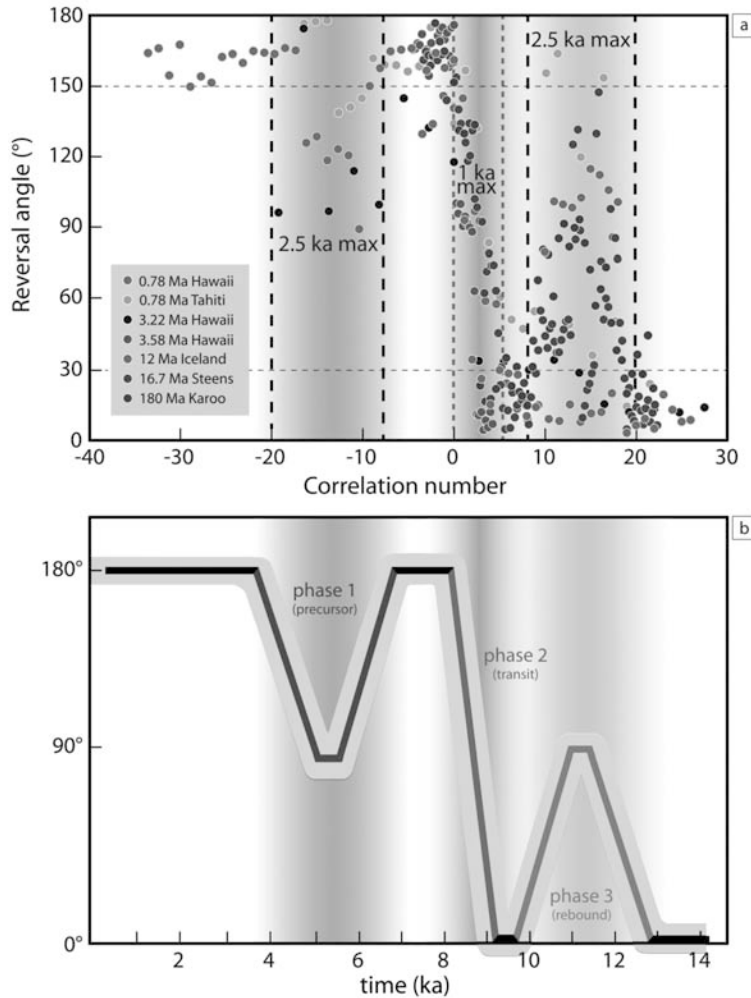 a
180
150
120
90
60
30
0
Reversal angle (°)
2.5 ka max
1 ka
max
2.5 ka max
0.78 Ma Hawaii
0.78 Ma Tahiti
3.22 Ma Hawaii
3.58 Ma Hawaii
12 Ma Iceland
16.7 Ma Steens
180 Ma Karoo
-40 -30 -20 -10 0 10 20 30
Correlation number
b
180°
90°
0°
phase 1
(precursor)
phase 2
(transit)
phase 3
(rebound)
2 4 6 8 10 12 14
time (ka)